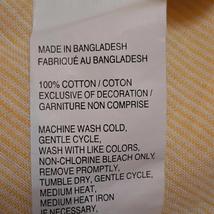 MADE IN BANGLADESH
FABRIQUÉ AU BANGLADESH
100% COTTON / COTON
EXCLUSIVE OF DECORATION /
GARNITURE NON COMPRISE
MACHINE WASH COLD,
GENTLE CYCLE,
WASH WITH LIKE COLORS,
NON-CHLORINE BLEACH ONLY
REMOVE PROMPTLY,
TUMBLE DRY, GENTLE CYCLE,
MEDIUM HEAT,
MEDIUM HEAT IRON
IF NECESSARY.